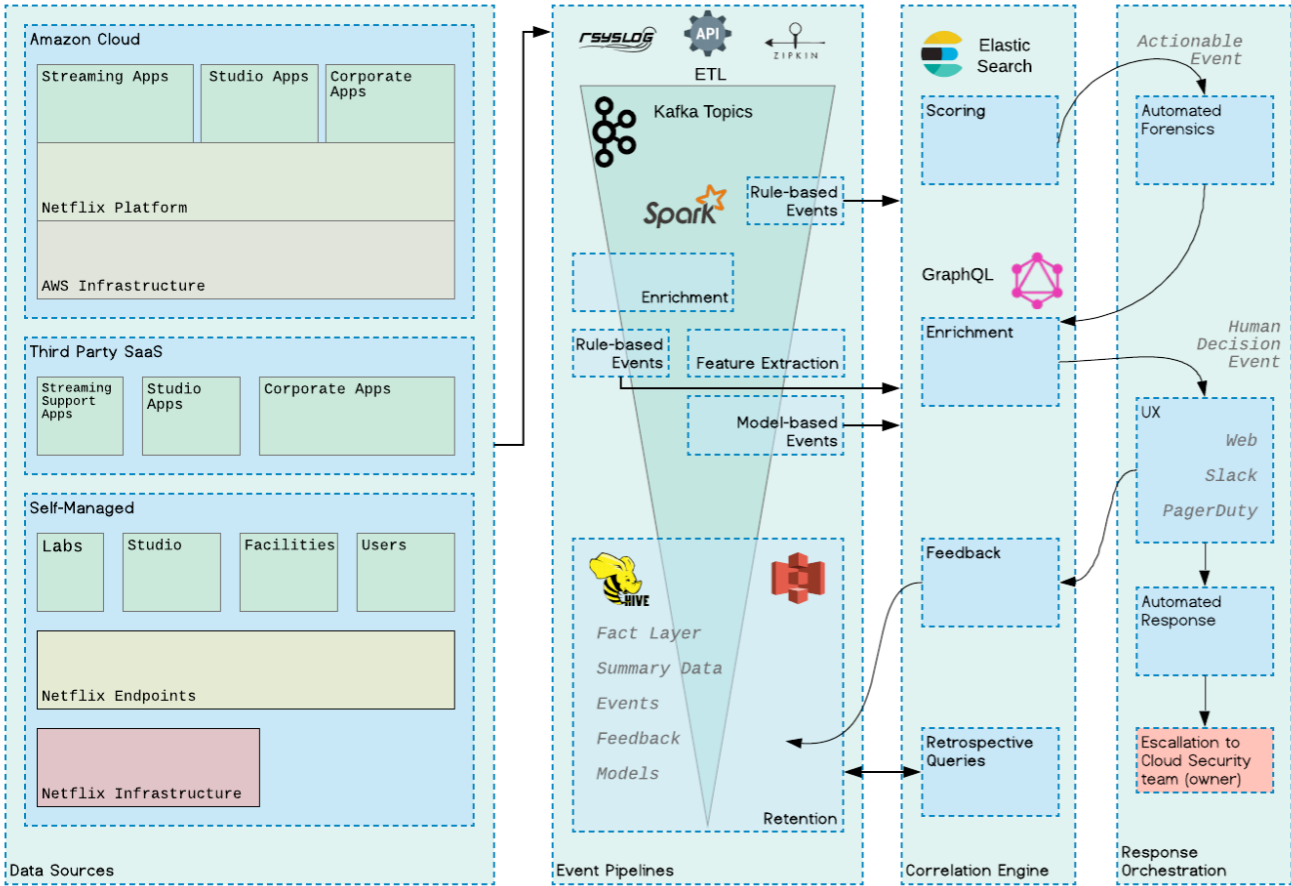 Amazon Cloud
Streaming Apps
Studio Apps
Corporate
Apps
Netflix Platform
AWS Infrastructure
Third Party SaaS
Streaming
Support
Apps
Studio
Apps
Corporate Apps
Self-Managed
Labs
Studio
Facilities
Users
Netflix Endpoints
Netflix Infrastructure
Data Sources
RSYSLOG
API
ZIPKIN
ETL
Kafka Topics
Spark
Rule-based
Events
Enrichment
Rule-based
Events
Feature Extraction
Model-based
Events
HIVE
Fact Layer
Summary Data
Events
Feedback
Models
Retention
Event Pipelines
Elastic
Search
Scoring
GraphQL
Enrichment
Feedback
Retrospective
Queries
Correlation Engine
Actionable
Event
Automated
Forensics
Human
Decision
Event
UX
Web
Slack
PagerDuty
Automated
Response
Escallation to
Cloud Security
team (owner)
Response
Orchestration